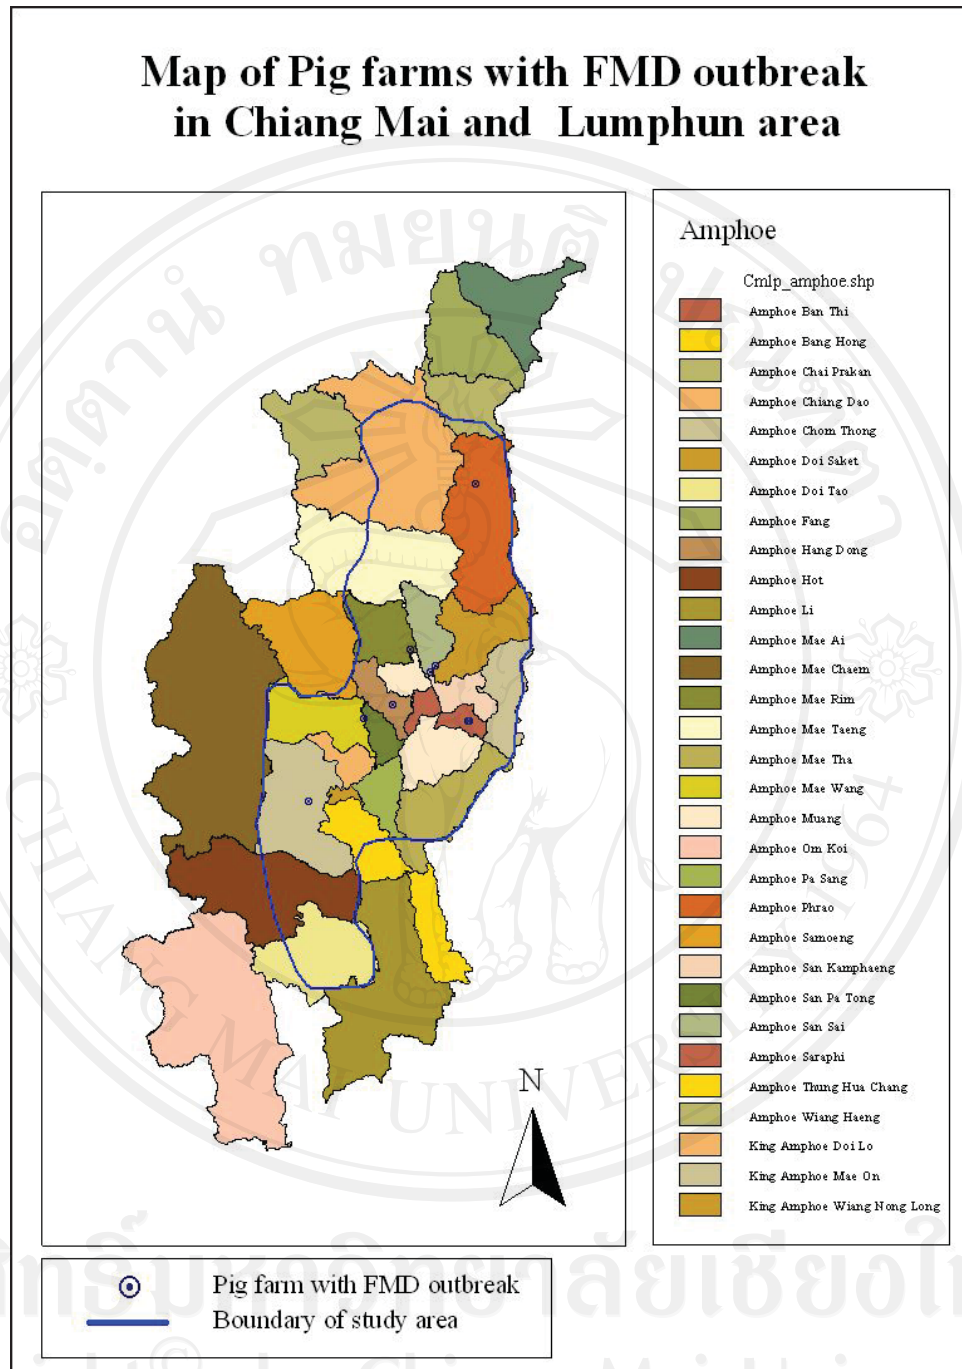 Map of Pig farms with FMD outbreak
in Chiang Mai and Lumphun area
Amphoe
Cmlp_amphoe.shp
Amphoe Ban Thi
Amphoe Bang Hong
Amphoe Chai Prakan
Amphoe Chiang Dao
Amphoe Chom Thong
Amphoe Doi Saket
Amphoe Doi Tao
Amphoe Fang
Amphoe Hang Dong
Amphoe Hot
Amphoe Li
Amphoe Mae Ai
Amphoe Mae Chaem
Amphoe Mae Rim
Amphoe Mae Taeng
Amphoe Mae Tha
Amphoe Mae Wang
Amphoe Muang
Amphoe Om Koi
Amphoe Pa Sang
Amphoe Phrao
Amphoe Samoeng
Amphoe San Kamphaeng
Amphoe San Pa Tong
Amphoe San Sai
Amphoe Saraphi
Amphoe Thung Hua Chang
Amphoe Wiang Haeng
King Amphoe Doi Lo
King Amphoe Mae On
King Amphoe Wiang Nong Long
N
Pig farm with FMD outbreak
Boundary of study area
CHIANG MAI UNIVERSITY 1964